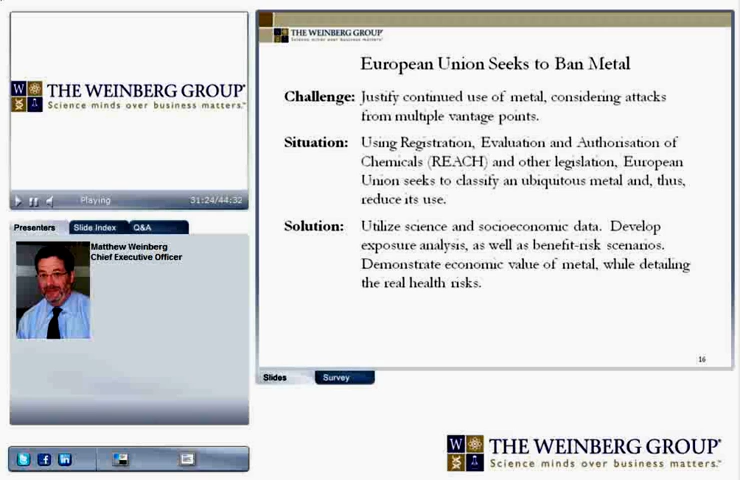 THE WEINBERG GROUP
Science minds over business matters.
Playing
31:24/44:32
Presenters
Slide Index
Q&A
Matthew Weinberg
Chief Executive Officer
THE WEINBERG GROUP
Science minds over business matters.
European Union Seeks to Ban Metal
Challenge: Justify continued use of metal, considering attacks
from multiple vantage points.
Situation: Using Registration, Evaluation and Authorisation of
Chemicals (REACH) and other legislation, European
Union seeks to classify an ubiquitous metal and, thus,
reduce its use.
Solution: Utilize science and socioeconomic data. Develop
exposure analysis, as well as benefit-risk scenarios.
Demonstrate economic value of metal, while detailing
the real health risks.
16
Slides
Survey
W
THE WEINBERG GROUP
Science minds over business matters.